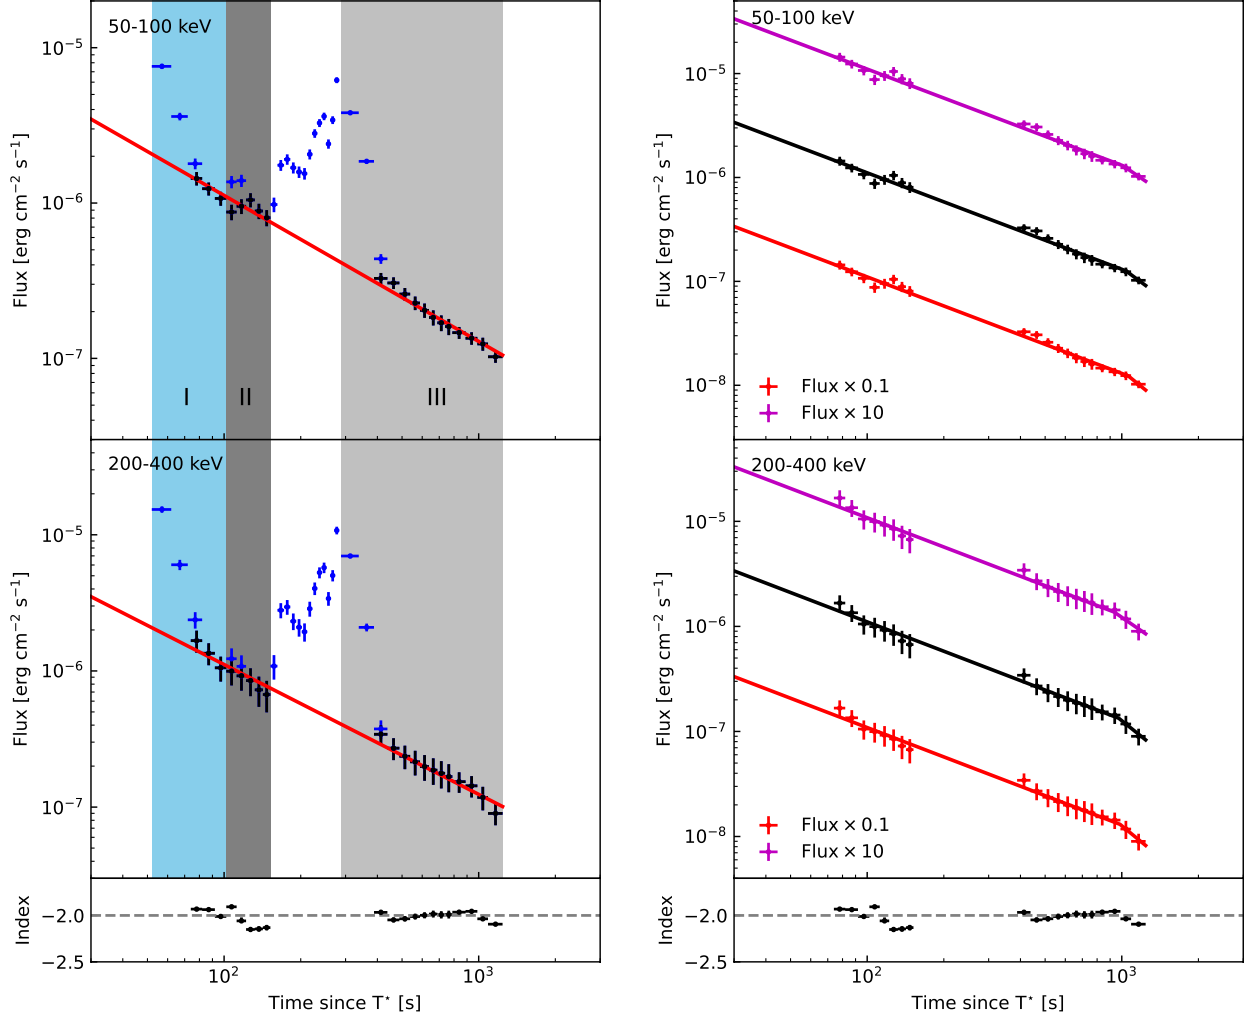 50-100 keV
10⁻⁵
10⁻⁶
10⁻⁷
Flux [erg cm⁻² s⁻¹]
I II III
200-400 keV
10⁻⁵
10⁻⁶
10⁻⁷
Flux [erg cm⁻² s⁻¹]
−2.0
−2.5
Index
10² 10³
Time since T⋆ [s]
50-100 keV
10⁻⁵
10⁻⁶
10⁻⁷
10⁻⁸
Flux [erg cm⁻² s⁻¹]
Flux × 0.1
Flux × 10
200-400 keV
10⁻⁵
10⁻⁶
10⁻⁷
10⁻⁸
Flux [erg cm⁻² s⁻¹]
Flux × 0.1
Flux × 10
−2.0
−2.5
Index
10² 10³
Time since T⋆ [s]